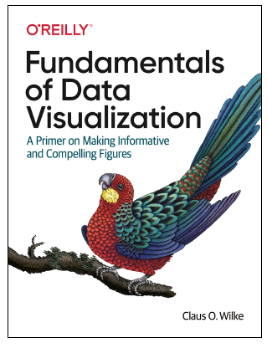 O'REILLY®
Fundamentals
of Data
Visualization
A Primer on Making Informative
and Compelling Figures
Claus O. Wilke